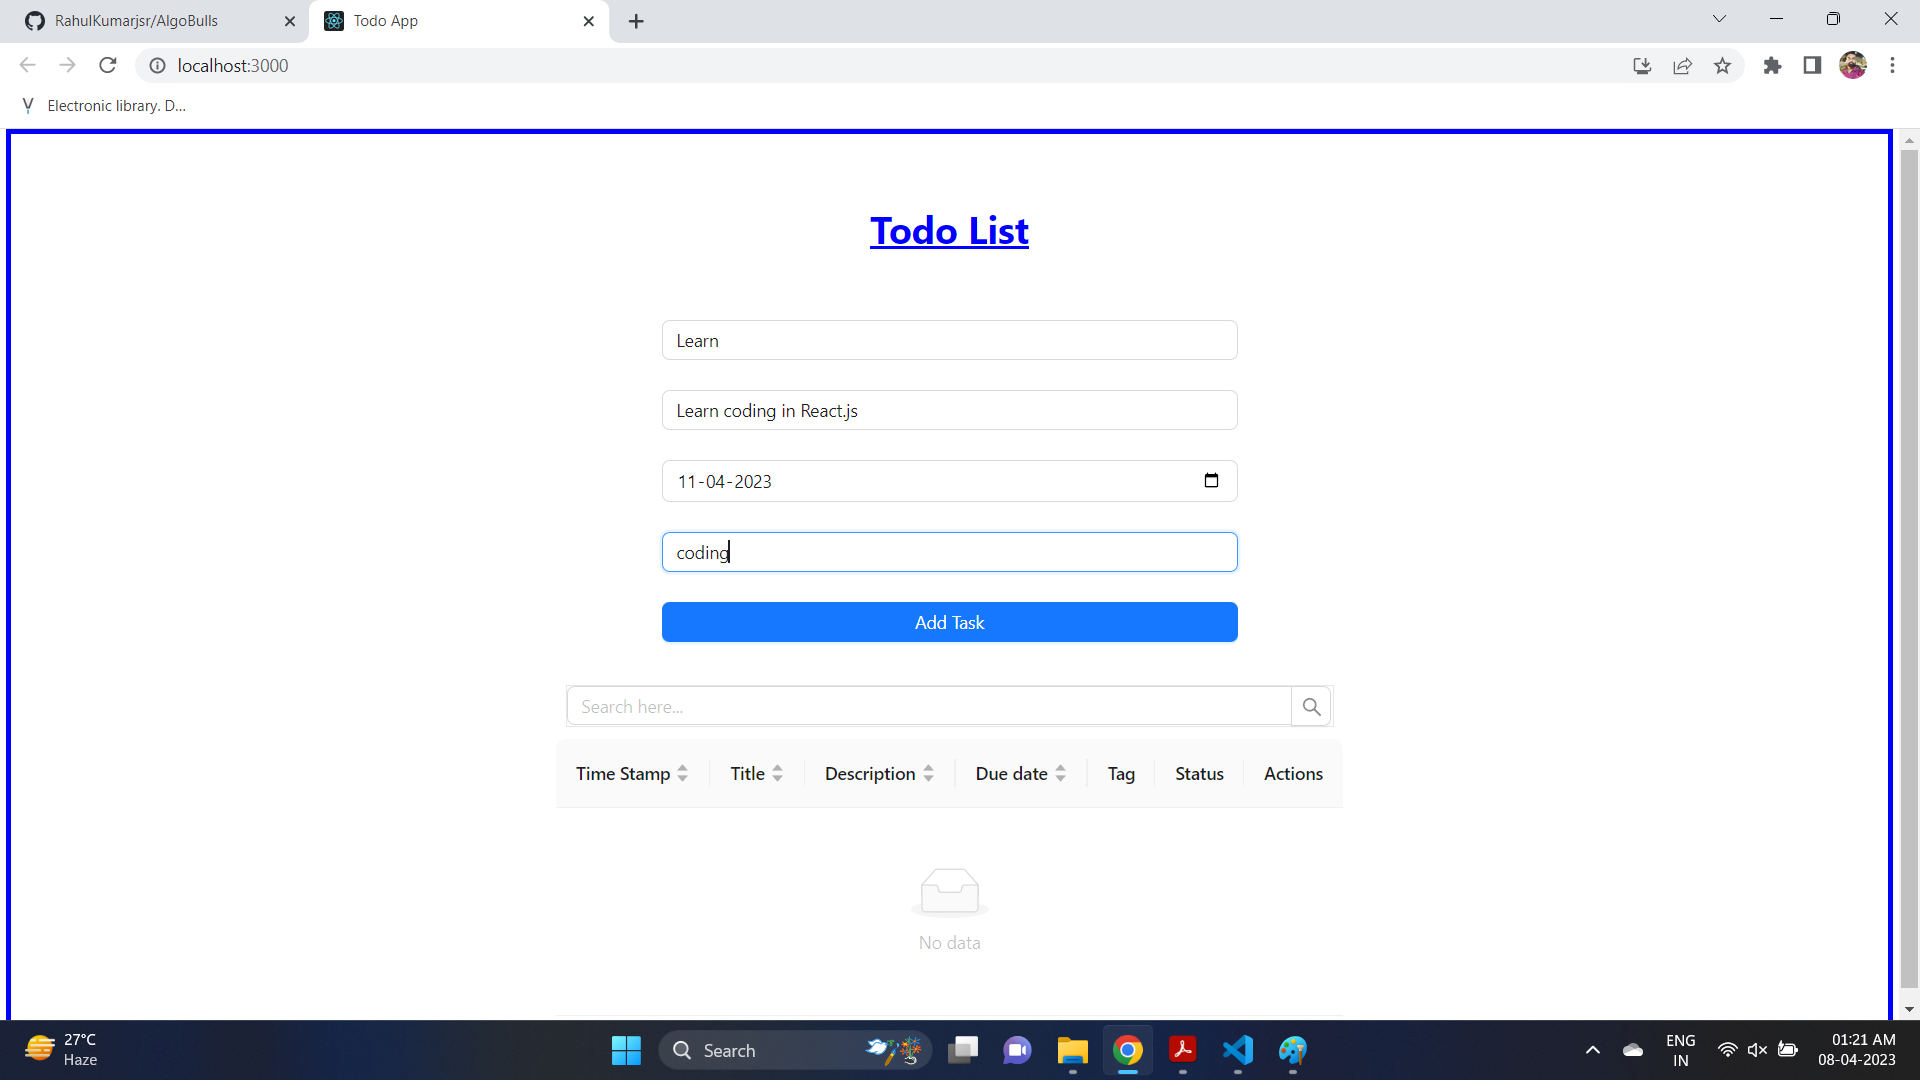 RahulKumarjsr/AlgoBulls
Todo App
localhost:3000
Electronic library. D...
Todo List
Learn
Learn coding in React.js
11-04-2023
coding
Add Task
Search here...
Time Stamp Title Description Due date Tag Status Actions
No data
27°C
Haze
Search
ENG
IN
01:21 AM
08-04-2023